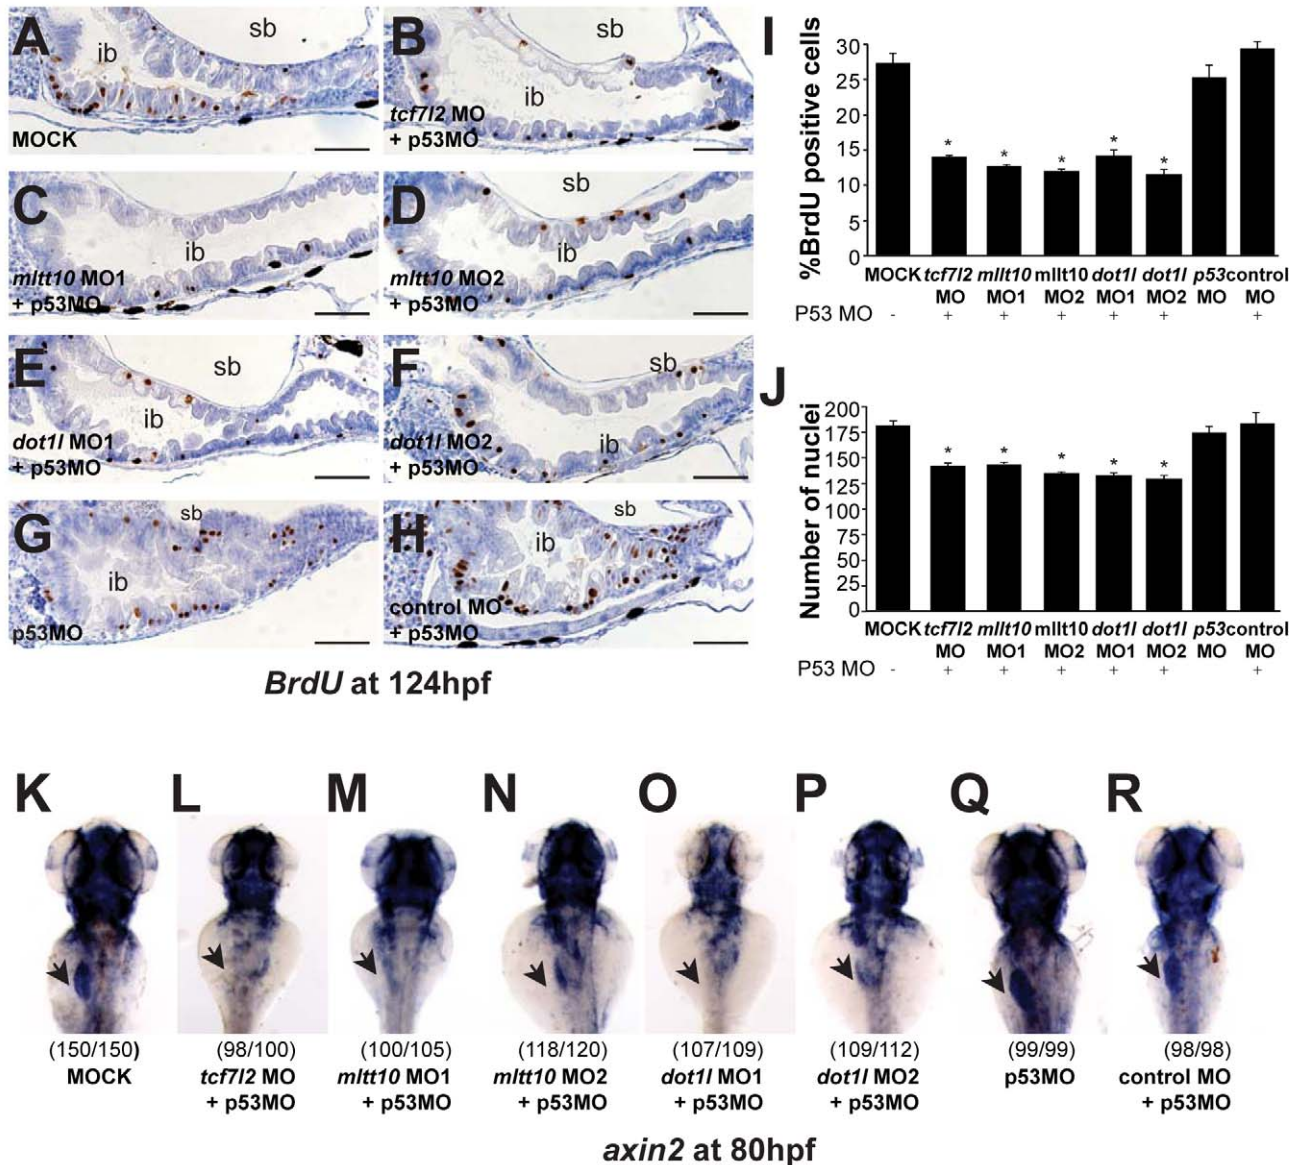 A
ib
sb
MOCK
B
sb
ib
tcf7l2 MO
+ p53MO
C
ib
mltt10 MO1
+ p53MO
D
sb
ib
mltt10 MO2
+ p53MO
E
sb
ib
dot1l MO1
+ p53MO
F
sb
ib
dot1l MO2
+ p53MO
G
sb
ib
p53MO
H
sb
ib
control MO
+ p53MO
BrdU at 124hpf
I
%BrdU positive cells
30
25
20
15
10
5
0
* * * * *
MOCK tcf7l2 mllt10 mllt10 dot1l dot1l p53 control
MO MO1 MO2 MO1 MO2 MO MO
P53 MO - + + + + + +
J
Number of nuclei
200
175
150
125
100
75
50
25
0
* * * * *
MOCK tcf7l2 mllt10 mllt10 dot1l dot1l p53 control
MO MO1 MO2 MO1 MO2 MO MO
P53 MO - + + + + + +
K L M N O P Q R
(150/150) (98/100) (100/105) (118/120) (107/109) (109/112) (99/99) (98/98)
MOCK tcf7l2 MO mltt10 MO1 mltt10 MO2 dot1l MO1 dot1l MO2 p53MO control MO
+ p53MO + p53MO + p53MO + p53MO + p53MO + p53MO
axin2 at 80hpf